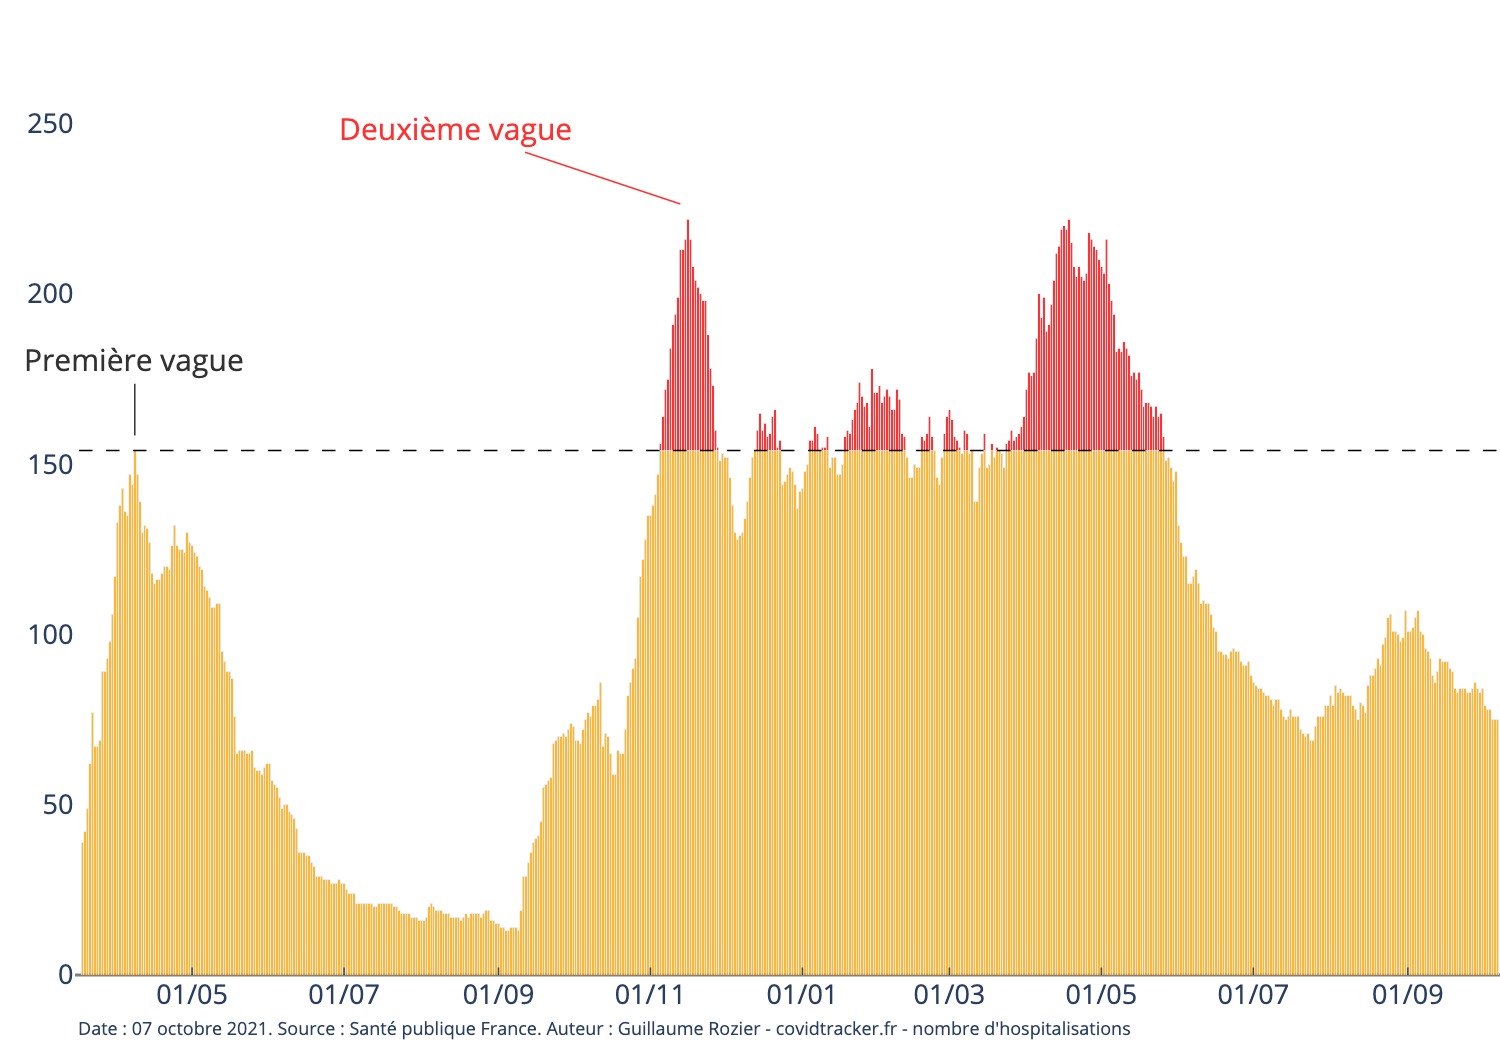 250
Deuxième vague
200
Première vague
150
100
50
0
01/05 01/07 01/09 01/11 01/01 01/03 01/05 01/07 01/09
Date : 07 octobre 2021. Source : Santé publique France. Auteur : Guillaume Rozier - covidtracker.fr - nombre d'hospitalisations